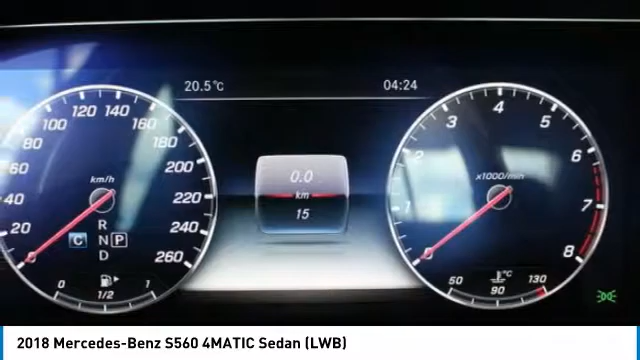 20.5°C 04:24
120 140
100 160
80 180
60 200
40 220
20 240
260
km/h
R
C N P
D
0 1/2 1
0.0
km
15
4
3 5
2 6
x1000/min
1 7
8
°C
50 90 130
2018 Mercedes-Benz S560 4MATIC Sedan (LWB)